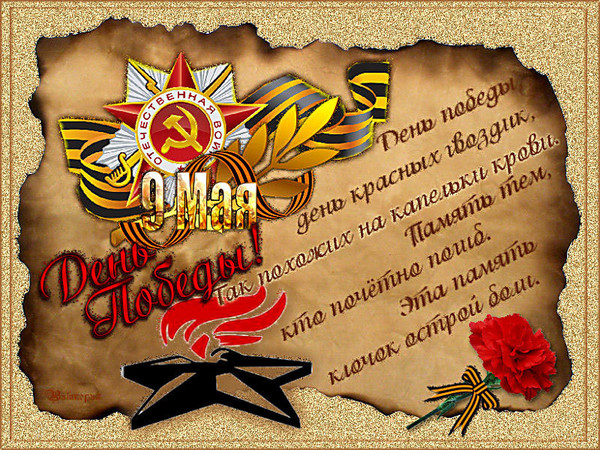 ОТЕЧЕСТВЕННАЯ ВОЙ
9 Мая
День
Победы!
День победы,
день красных гвоздик,
Так похожих на капельки крови.
Память тем,
кто почётно погиб.
Эта память
клочок острой боли.